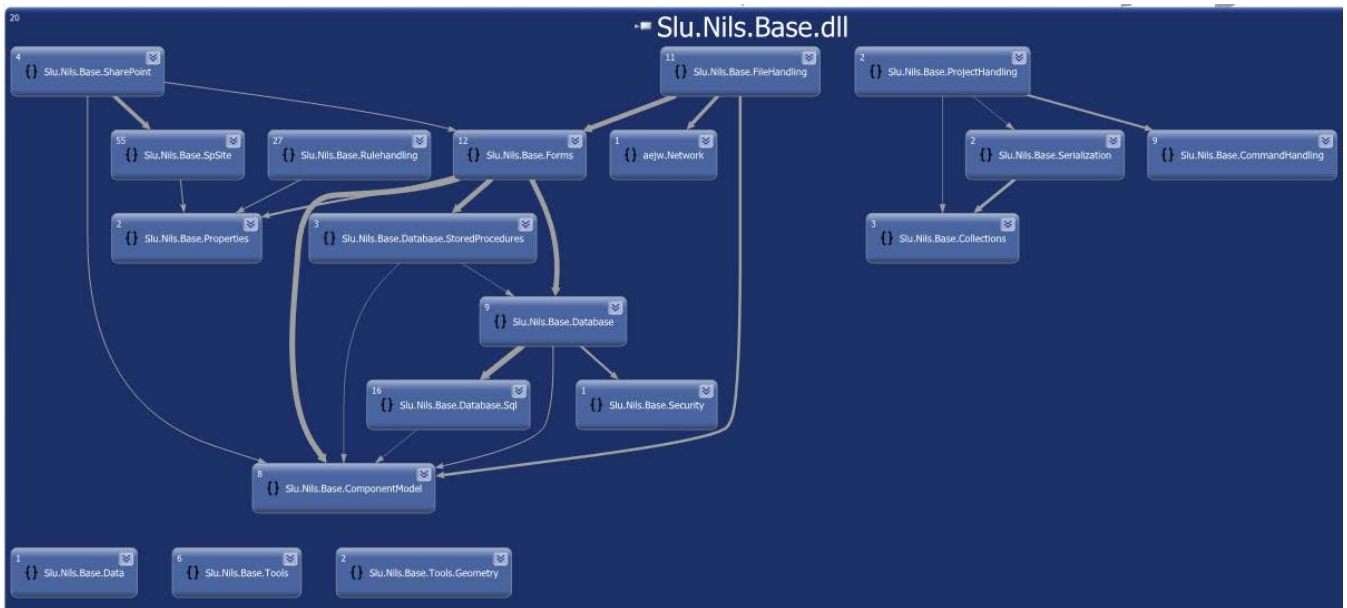 20
Slu.Nils.Base.dll
4
{} Slu.Nils.Base.SharePoint
11
{} Slu.Nils.Base.FileHandling
2
{} Slu.Nils.Base.ProjectHandling
55
{} Slu.Nils.Base.SpSite
27
{} Slu.Nils.Base.Rulehandling
12
{} Slu.Nils.Base.Forms
1
{} aejw.Network
2
{} Slu.Nils.Base.Serialization
9
{} Slu.Nils.Base.CommandHandling
2
{} Slu.Nils.Base.Properties
3
{} Slu.Nils.Base.Database.StoredProcedures
3
{} Slu.Nils.Base.Collections
9
{} Slu.Nils.Base.Database
16
{} Slu.Nils.Base.Database.Sql
1
{} Slu.Nils.Base.Security
8
{} Slu.Nils.Base.ComponentModel
1
{} Slu.Nils.Base.Data
6
{} Slu.Nils.Base.Tools
2
{} Slu.Nils.Base.Tools.Geometry